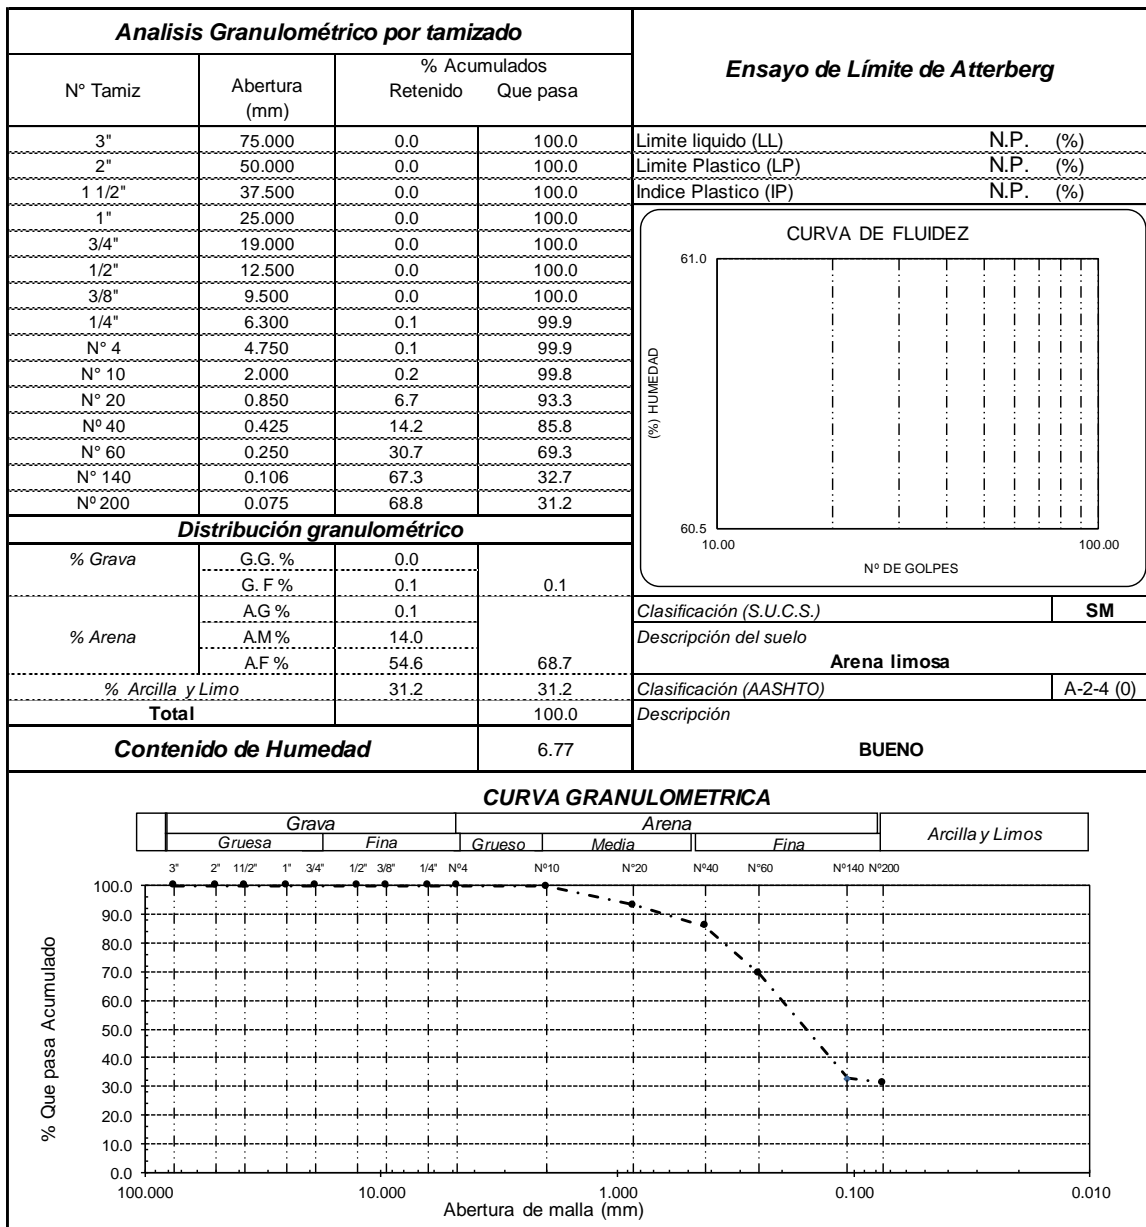 Analisis Granulométrico por tamizado
Ensayo de Límite de Atterberg
N° Tamiz Abertura (mm) % Acumulados
Retenido Que pasa
3" 75.000 0.0 100.0 Limite liquido (LL) N.P. (%)
2" 50.000 0.0 100.0 Limite Plastico (LP) N.P. (%)
1 1/2" 37.500 0.0 100.0 Indice Plastico (IP) N.P. (%)
1" 25.000 0.0 100.0
3/4" 19.000 0.0 100.0
1/2" 12.500 0.0 100.0
3/8" 9.500 0.0 100.0
1/4" 6.300 0.1 99.9
N° 4 4.750 0.1 99.9
N° 10 2.000 0.2 99.8
N° 20 0.850 6.7 93.3
Nº 40 0.425 14.2 85.8
N° 60 0.250 30.7 69.3
N° 140 0.106 67.3 32.7
Nº 200 0.075 68.8 31.2
CURVA DE FLUIDEZ
61.0
(%) HUMEDAD
60.5
10.00 100.00
Nº DE GOLPES
Distribución granulométrico
% Grava G.G. % 0.0
G. F % 0.1 0.1
% Arena A.G % 0.1
A.M % 14.0
A.F % 54.6 68.7
% Arcilla y Limo 31.2 31.2
Total 100.0
Contenido de Humedad 6.77
Clasificación (S.U.C.S.) SM
Descripción del suelo
Arena limosa
Clasificación (AASHTO) A-2-4 (0)
Descripción
BUENO
CURVA GRANULOMETRICA
Grava Arena Arcilla y Limos
Gruesa Fina Grueso Media Fina
3" 2" 11/2" 1" 3/4" 1/2" 3/8" 1/4" Nº4 Nº10 N°20 Nº40 N°60 Nº140 Nº200
100.0
90.0
80.0
70.0
60.0
50.0
40.0
30.0
20.0
10.0
0.0
% Que pasa Acumulado
100.000 10.000 1.000 0.100 0.010
Abertura de malla (mm)